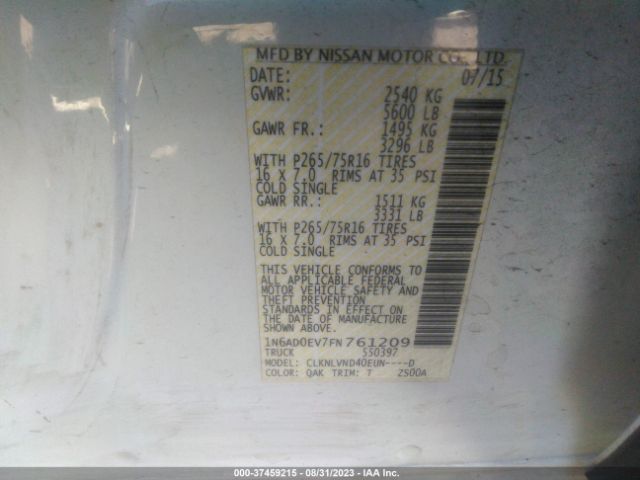 MFD BY NISSAN MOTOR CO., LTD.
DATE: 07/15
GVWR: 2540 KG
5600 LB
GAWR FR.: 1495 KG
3296 LB
WITH P265/75R16 TIRES
16 X 7.0 RIMS AT 35 PSI
COLD SINGLE
GAWR RR.: 1511 KG
3331 LB
WITH P265/75R16 TIRES
16 X 7.0 RIMS AT 35 PSI
COLD SINGLE
THIS VEHICLE CONFORMS TO
ALL APPLICABLE FEDERAL
MOTOR VEHICLE SAFETY AND
THEFT PREVENTION
STANDARDS IN EFFECT ON THE
DATE OF MANUFACTURE
SHOWN ABOVE.
1N6AD0EV7FN761209
TRUCK 550397
MODEL: CLKNLVND40EUN----D
COLOR: QAK TRIM: 7 2S00A
000-37459215 - 08/31/2023 - IAA Inc.